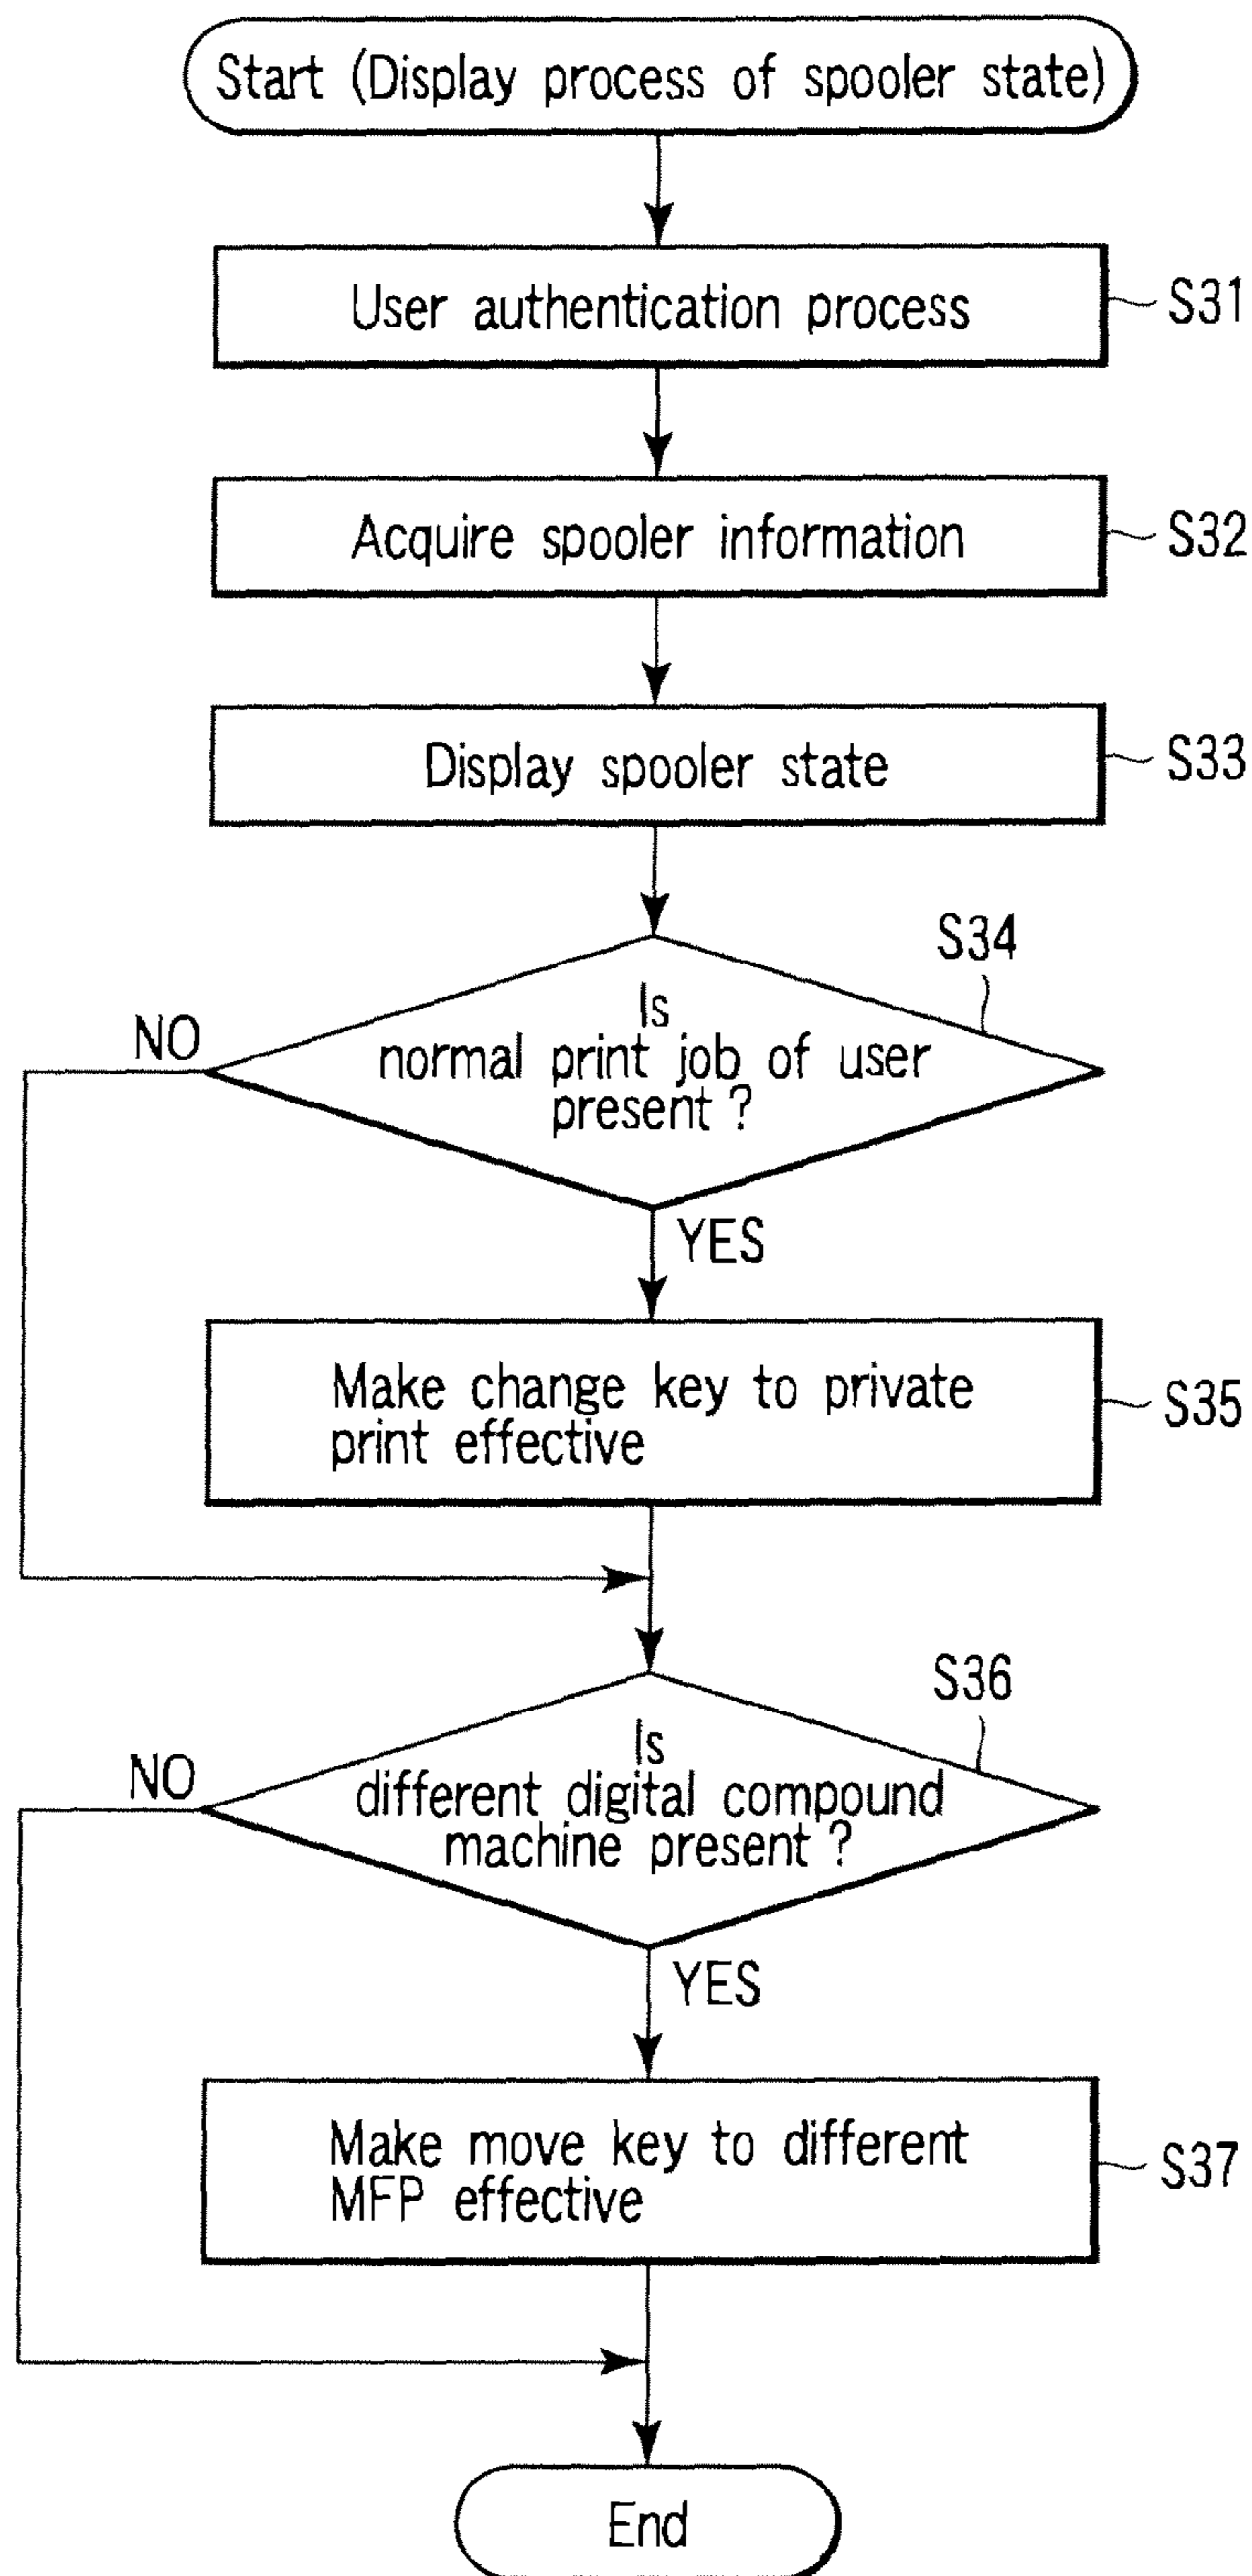 Start (Display process of spooler state)
User authentication process
S31
Acquire spooler information
S32
Display spooler state
S33
S34
Is
normal print job of user
present ?
NO
YES
Make change key to private
print effective
S35
S36
Is
different digital compound
machine present ?
NO
YES
Make move key to different
MFP effective
S37
End